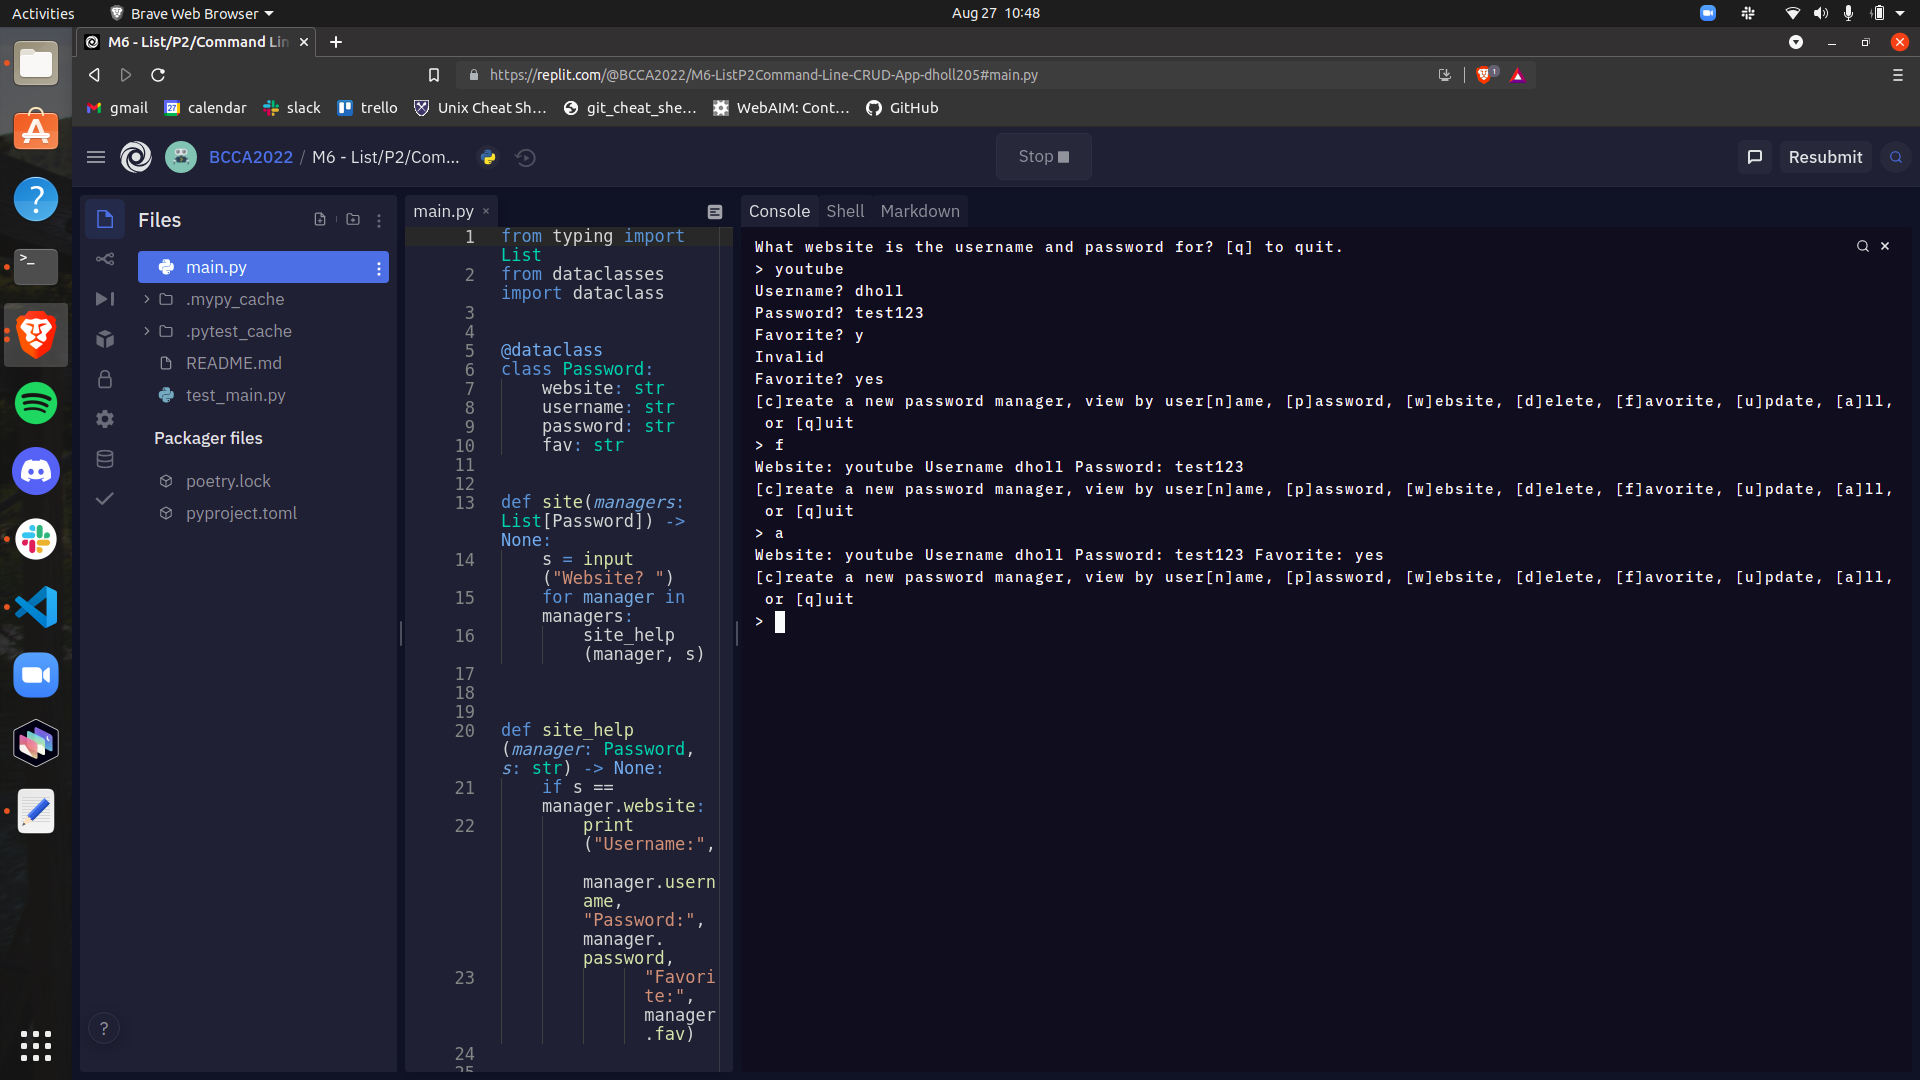 Activities
Brave Web Browser
Aug 27 10:48
M6 - List/P2/Command Lin
https://replit.com/@BCCA2022/M6-ListP2Command-Line-CRUD-App-dholl205#main.py
1
gmail
27
calendar
slack
trello
Unix Cheat Sh...
git_cheat_she...
WebAIM: Cont...
GitHub
BCCA2022 / M6 - List/P2/Com...
Stop
Resubmit
Files
main.py
.mypy_cache
.pytest_cache
README.md
test_main.py
Packager files
poetry.lock
pyproject.toml
?
main.py
1 from typing import
List
2 from dataclasses
import dataclass
3
4
5 @dataclass
6 class Password:
7 website: str
8 username: str
9 password: str
10 fav: str
11
12
13 def site(managers:
List[Password]) ->
None:
14 s = input
("Website? ")
15 for manager in
managers:
16 site_help
(manager, s)
17
18
19
20 def site_help
(manager: Password,
s: str) -> None:
21 if s ==
manager.website:
22 print
("Username:",
manager.usern
ame,
"Password:",
manager.
password,
23 "Favori
te:",
manager
.fav)
24
25
Console
Shell
Markdown
What website is the username and password for? [q] to quit.
> youtube
Username? dholl
Password? test123
Favorite? y
Invalid
Favorite? yes
[c]reate a new password manager, view by user[n]ame, [p]assword, [w]ebsite, [d]elete, [f]avorite, [u]pdate, [a]ll,
or [q]uit
> f
Website: youtube Username dholl Password: test123
[c]reate a new password manager, view by user[n]ame, [p]assword, [w]ebsite, [d]elete, [f]avorite, [u]pdate, [a]ll,
or [q]uit
> a
Website: youtube Username dholl Password: test123 Favorite: yes
[c]reate a new password manager, view by user[n]ame, [p]assword, [w]ebsite, [d]elete, [f]avorite, [u]pdate, [a]ll,
or [q]uit
>